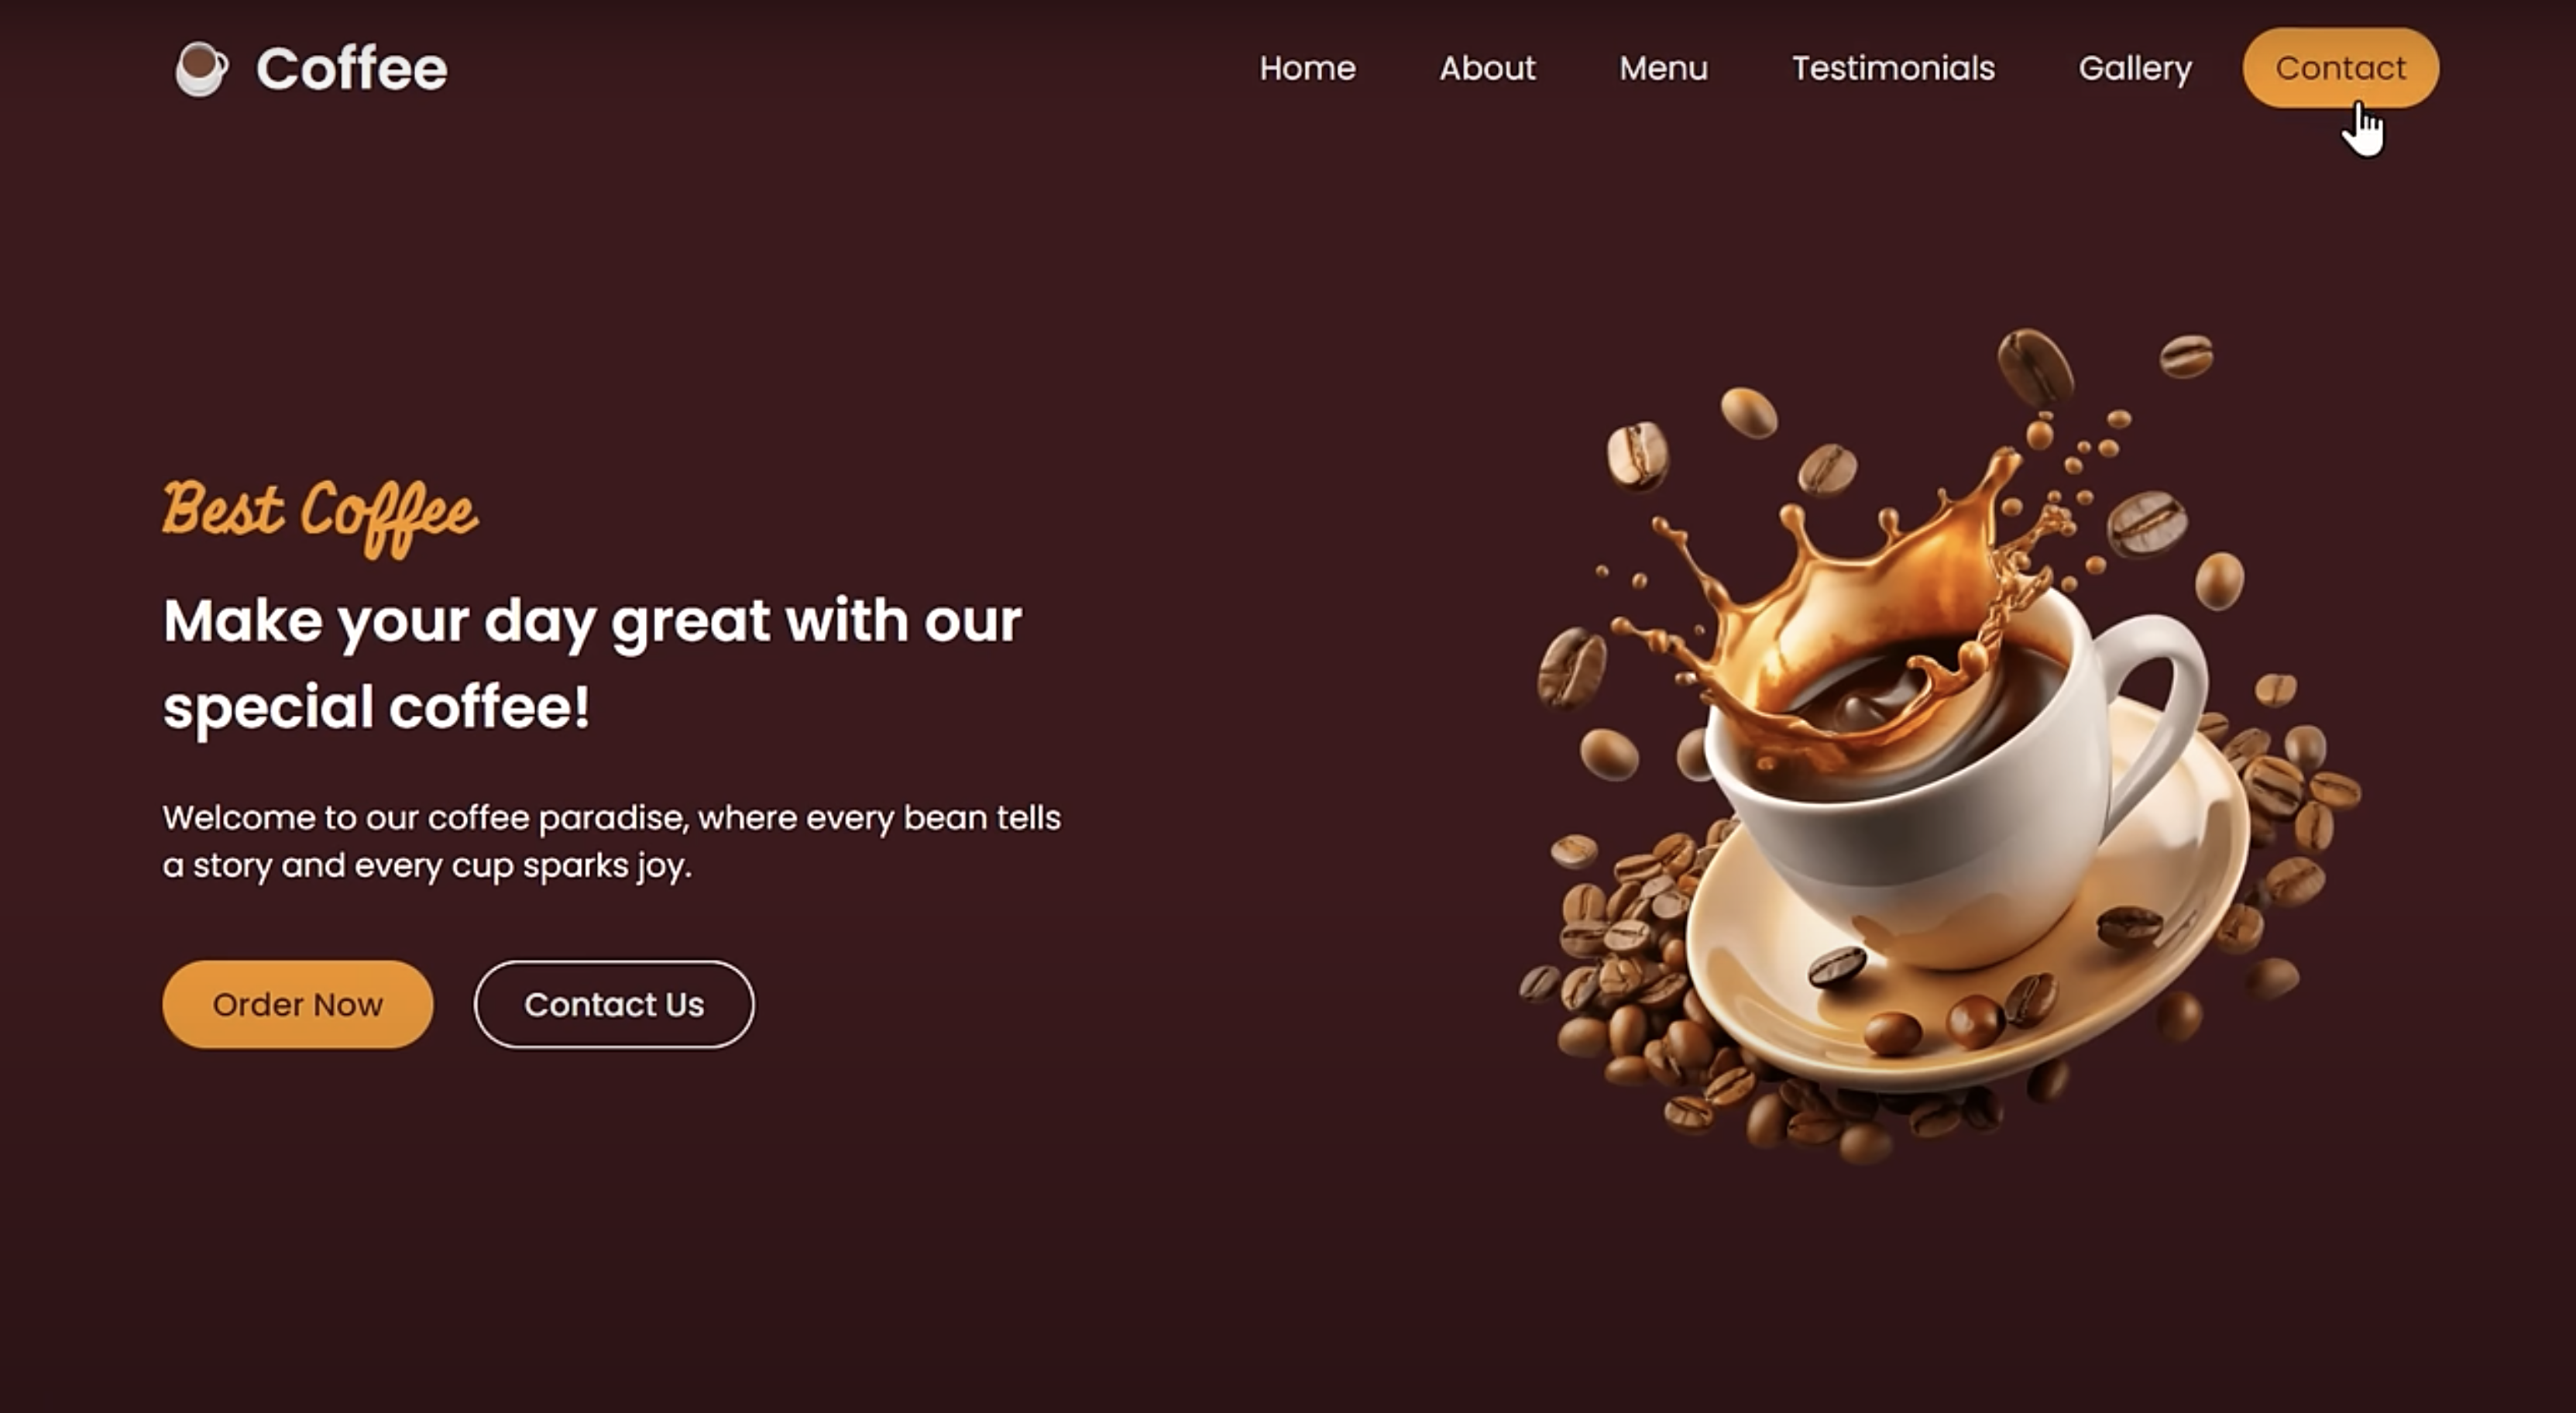 Coffee
Home
About
Menu
Testimonials
Gallery
Contact
Best Coffee
Make your day great with our
special coffee!
Welcome to our coffee paradise, where every bean tells
a story and every cup sparks joy.
Order Now
Contact Us